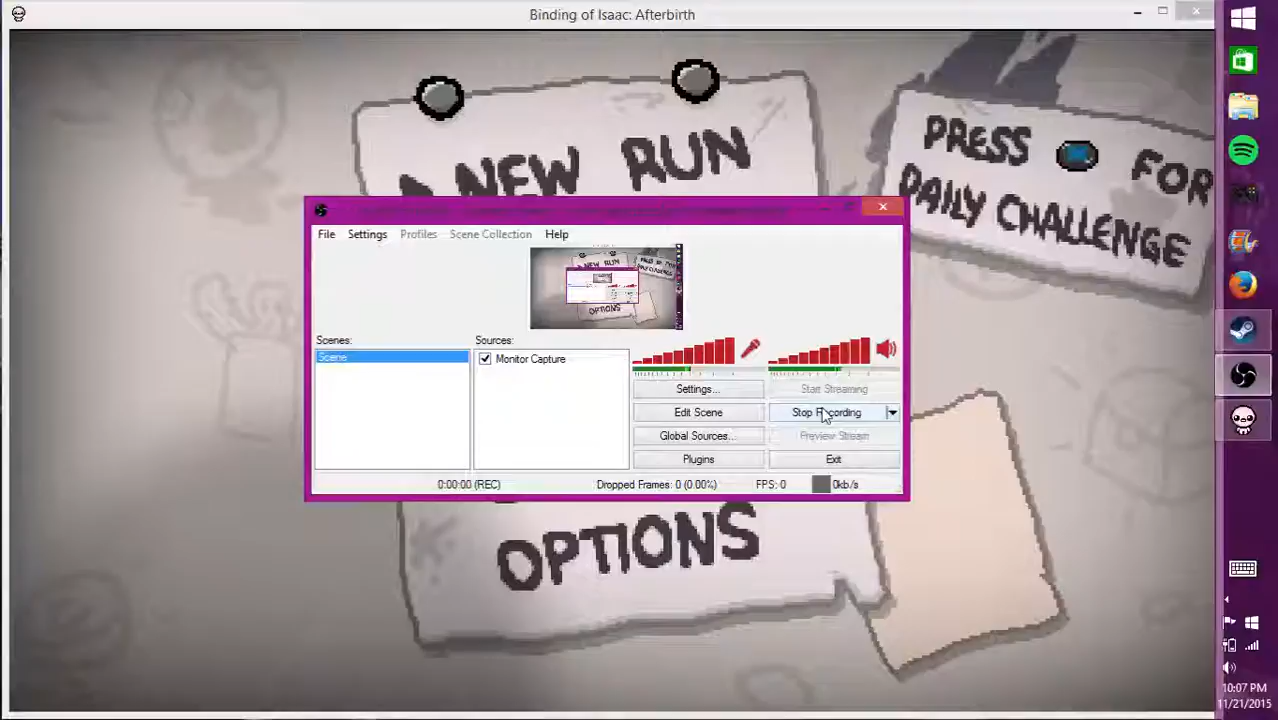 Binding of Isaac: Afterbirth
A NEW RUN
PRESS FOR
DAILY CHALLENGE
File Settings Profiles Scene Collection Help
Scenes:
Sources:
Scene
Monitor Capture
Settings...
Start Streaming
Edit Scene
Stop Recording
Global Sources...
Preview Stream
Plugins
Exit
0:00:00 (REC)
Dropped Frames: 0 (0.00%)
FPS: 0
0kb/s
OPTIONS
10:07 PM
11/21/2015